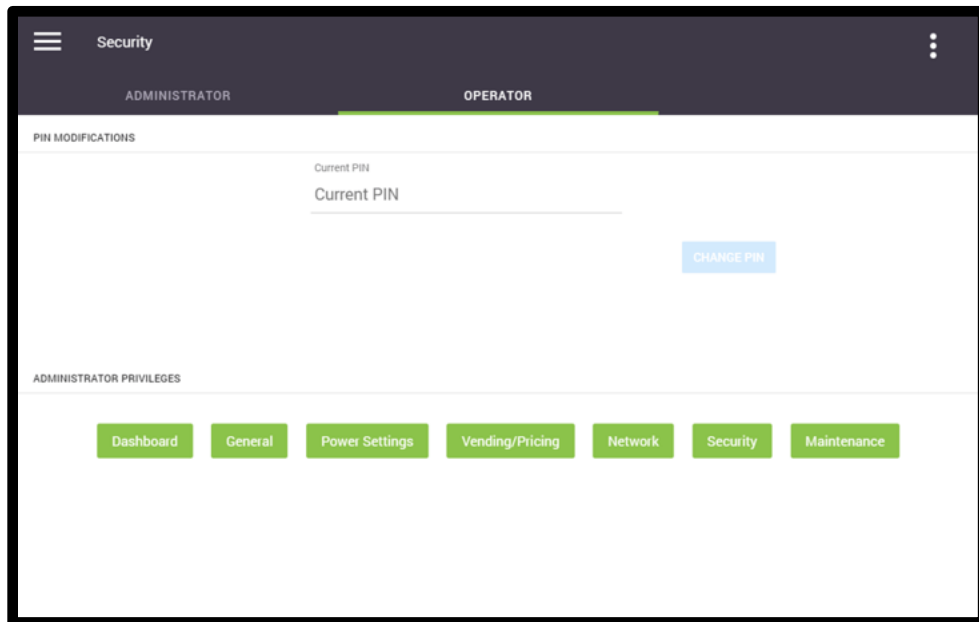 Security
ADMINISTRATOR OPERATOR
PIN MODIFICATIONS
Current PIN
Current PIN
CHANGE PIN
ADMINISTRATOR PRIVILEGES
Dashboard General Power Settings Vending/Pricing Network Security Maintenance